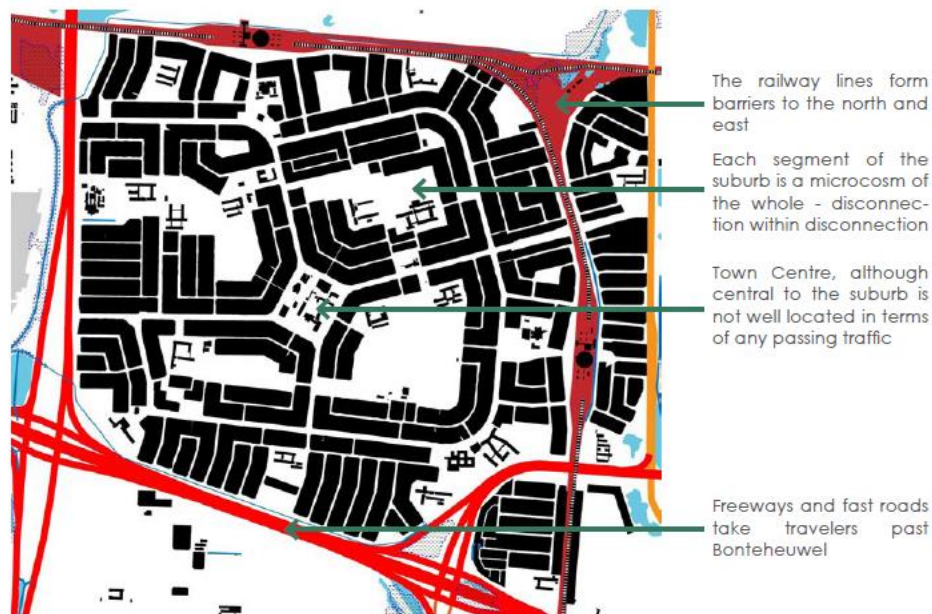 The railway lines form
barriers to the north and
east
Each segment of the
suburb is a microcosm of
the whole - disconnec-
tion within disconnection
Town Centre, although
central to the suburb is
not well located in terms
of any passing traffic
Freeways and fast roads
take travelers past
Bonteheuwel